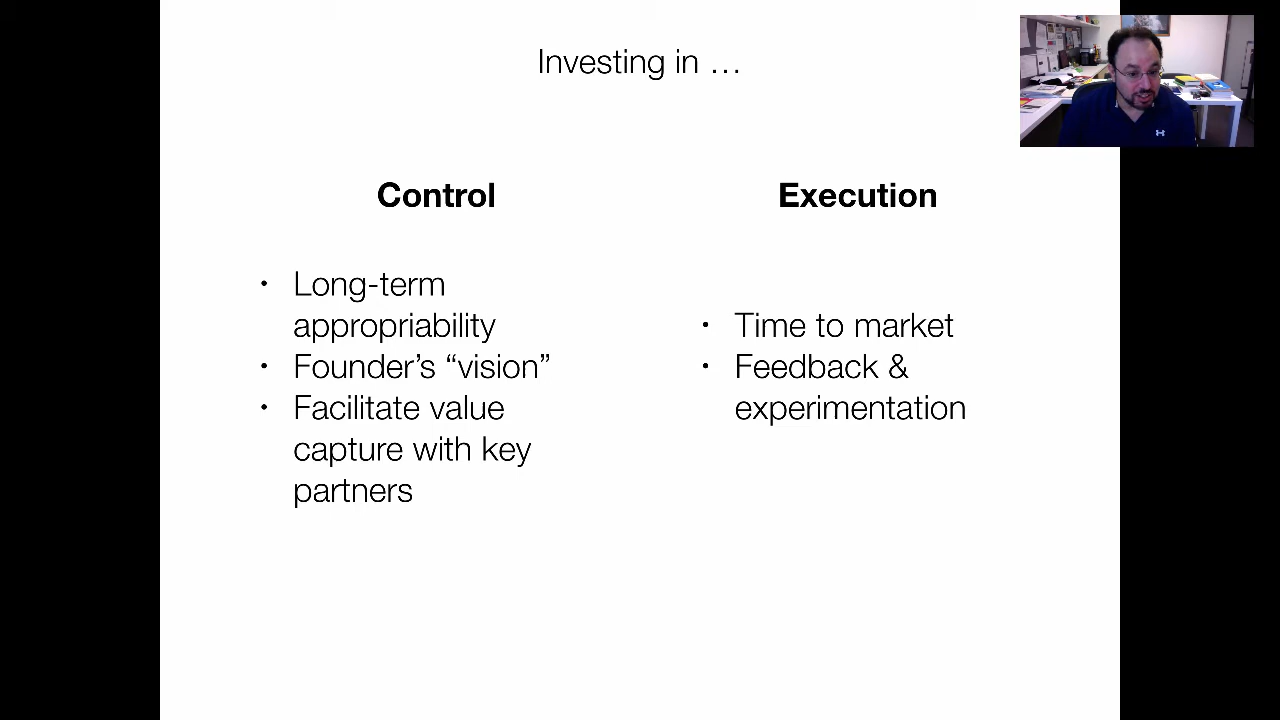 Investing in …
Control
• Long-term
appropriability
• Founder’s “vision”
• Facilitate value
capture with key
partners
Execution
• Time to market
• Feedback &
experimentation